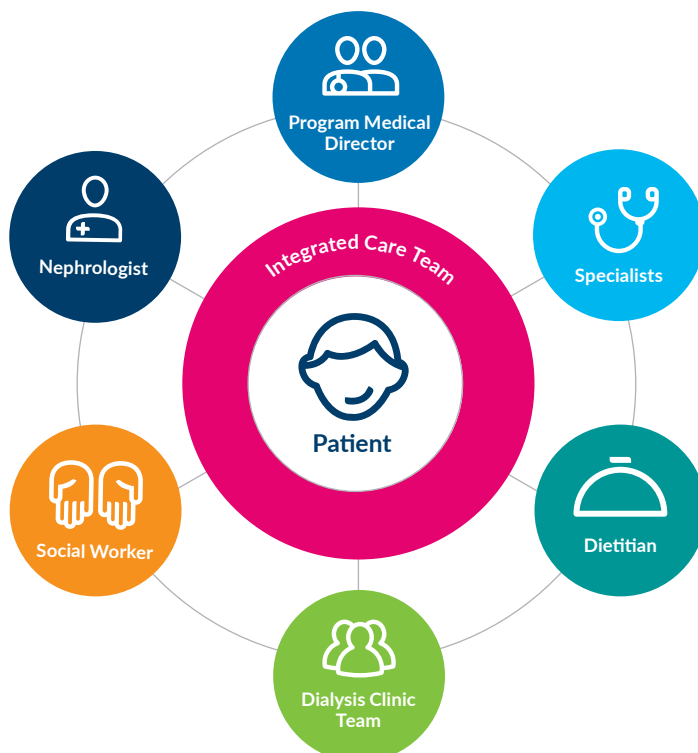 Program Medical
Director
Nephrologist
Specialists
Integrated Care Team
Patient
Social Worker
Dietitian
Dialysis Clinic
Team